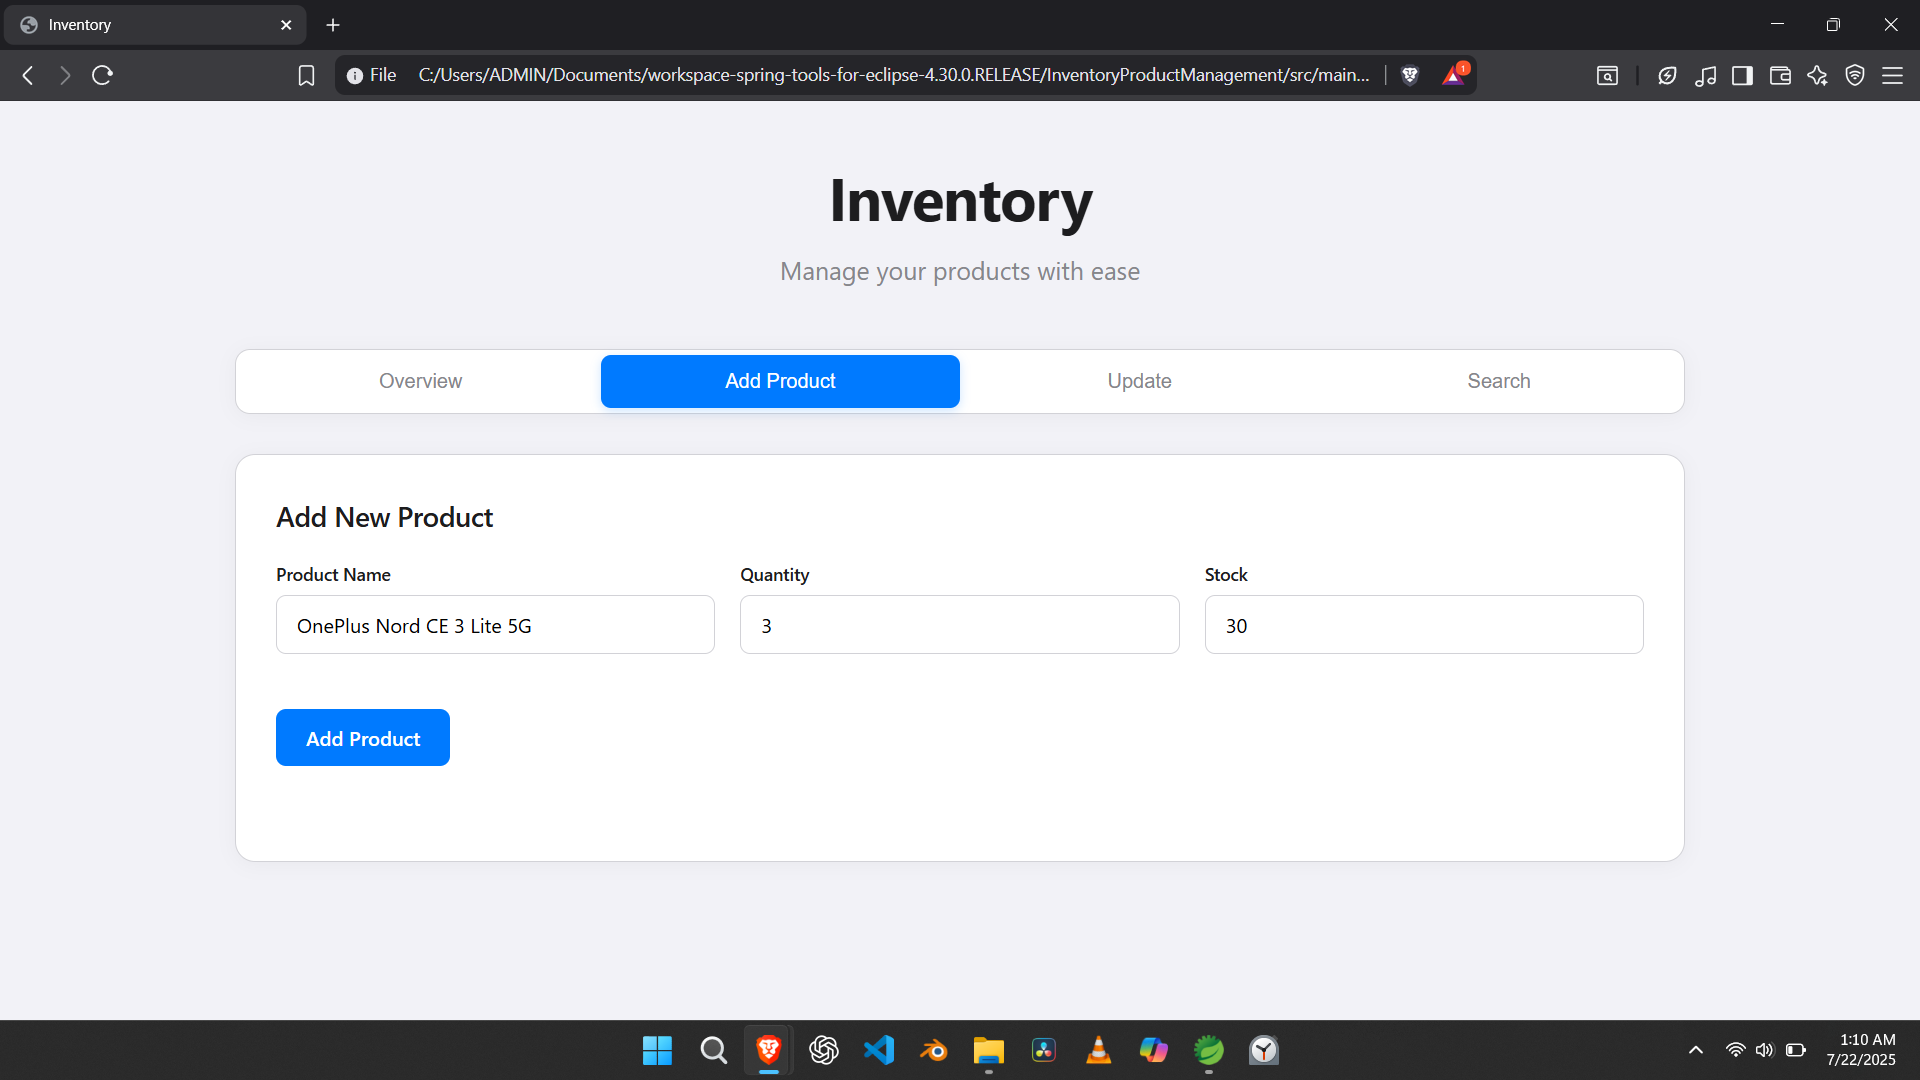 Inventory
File C:/Users/ADMIN/Documents/workspace-spring-tools-for-eclipse-4.30.0.RELEASE/InventoryProductManagement/src/main... 1
Inventory
Manage your products with ease
Overview Add Product Update Search
Add New Product
Product Name Quantity Stock
OnePlus Nord CE 3 Lite 5G 3 30
Add Product
1:10 AM
7/22/2025